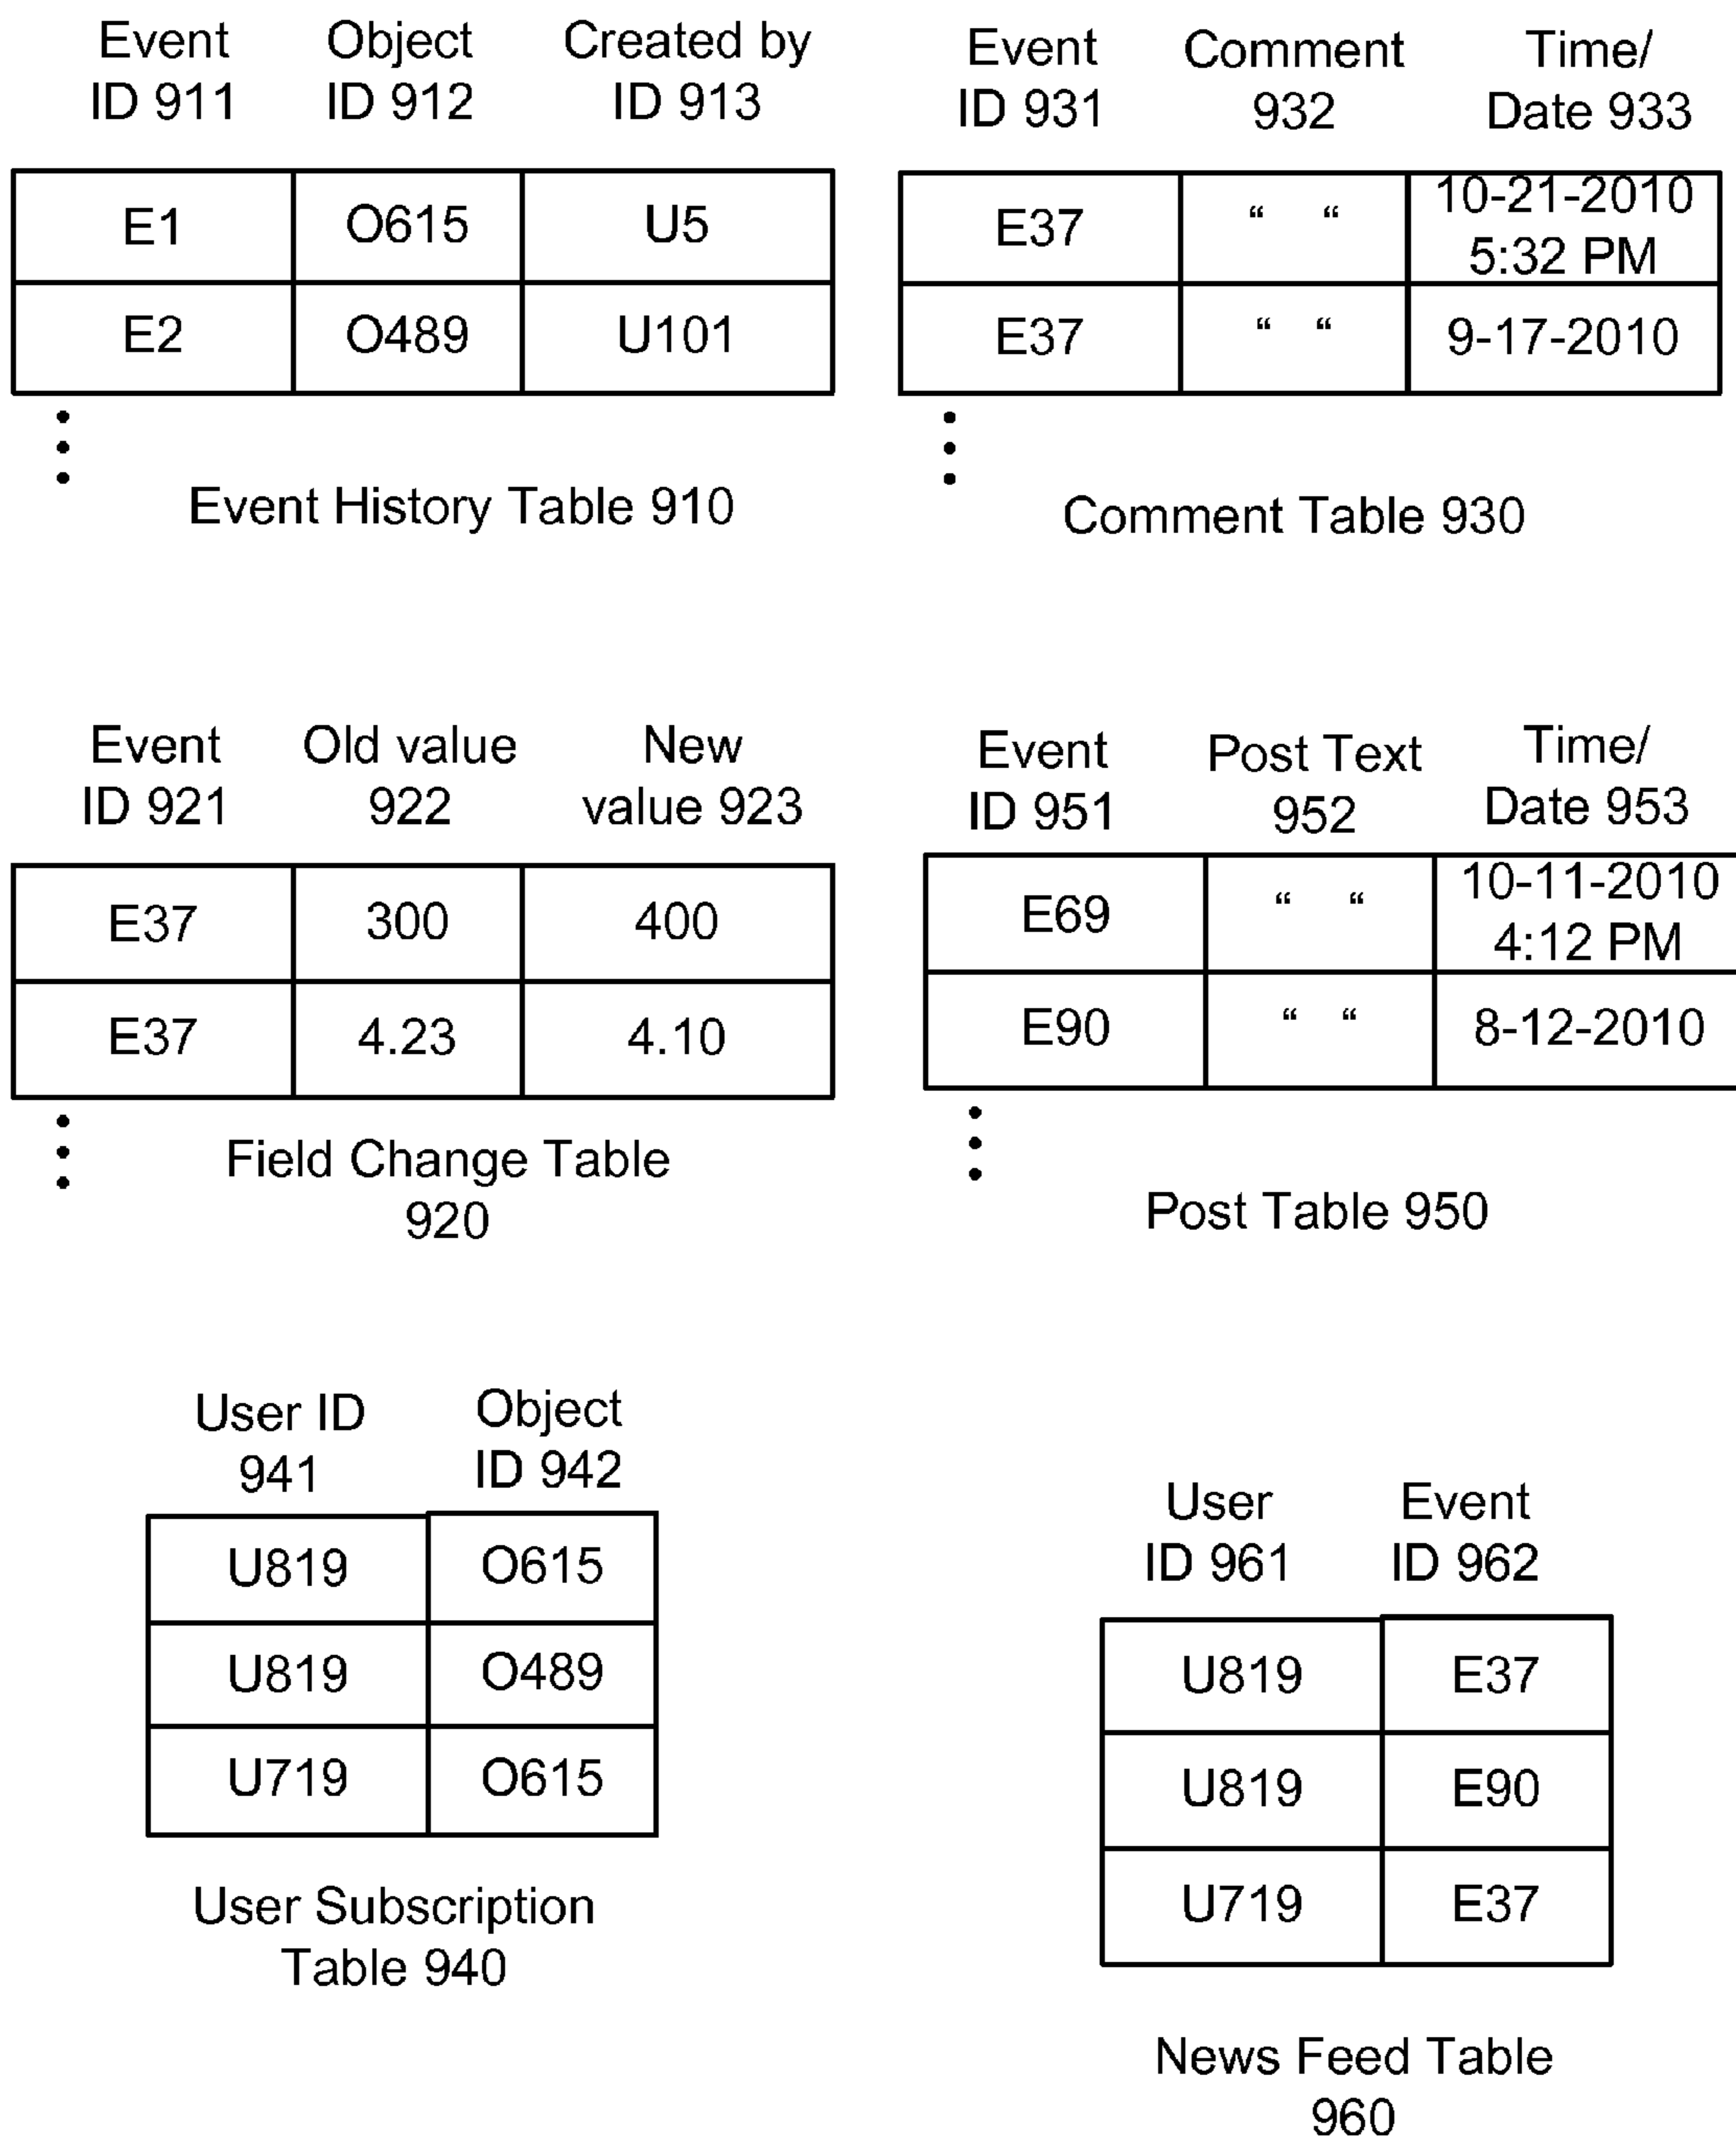 Event Object Created by
ID 911 ID 912 ID 913
E1 O615 U5
E2 O489 U101
Event History Table 910
Event Comment Time/
ID 931 932 Date 933
E37 “ “ 10-21-2010
5:32 PM
E37 “ “ 9-17-2010
Comment Table 930
Event Old value New
ID 921 922 value 923
E37 300 400
E37 4.23 4.10
Field Change Table
920
Event Post Text Time/
ID 951 952 Date 953
E69 “ “ 10-11-2010
4:12 PM
E90 “ “ 8-12-2010
Post Table 950
User ID Object
941 ID 942
U819 O615
U819 O489
U719 O615
User Subscription
Table 940
User Event
ID 961 ID 962
U819 E37
U819 E90
U719 E37
News Feed Table
960